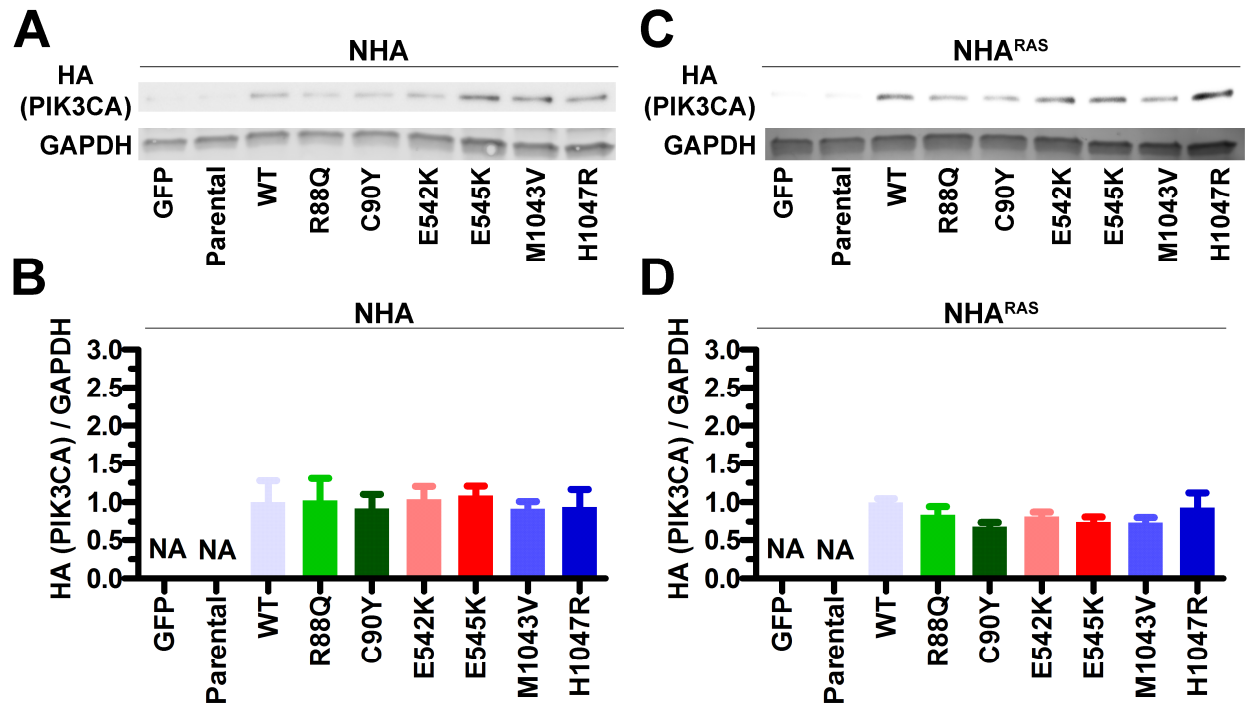 A
NHA
HA
(PIK3CA)
GAPDH
GFP
Parental
WT
R88Q
C90Y
E542K
E545K
M1043V
H1047R
B
NHA
HA (PIK3CA) / GAPDH
3.0
2.5
2.0
1.5
1.0
0.5
0.0
NA
NA
GFP
Parental
WT
R88Q
C90Y
E542K
E545K
M1043V
H1047R
C
NHA^RAS
HA
(PIK3CA)
GAPDH
GFP
Parental
WT
R88Q
C90Y
E542K
E545K
M1043V
H1047R
D
NHA^RAS
HA (PIK3CA) / GAPDH
3.0
2.5
2.0
1.5
1.0
0.5
0.0
NA
NA
GFP
Parental
WT
R88Q
C90Y
E542K
E545K
M1043V
H1047R